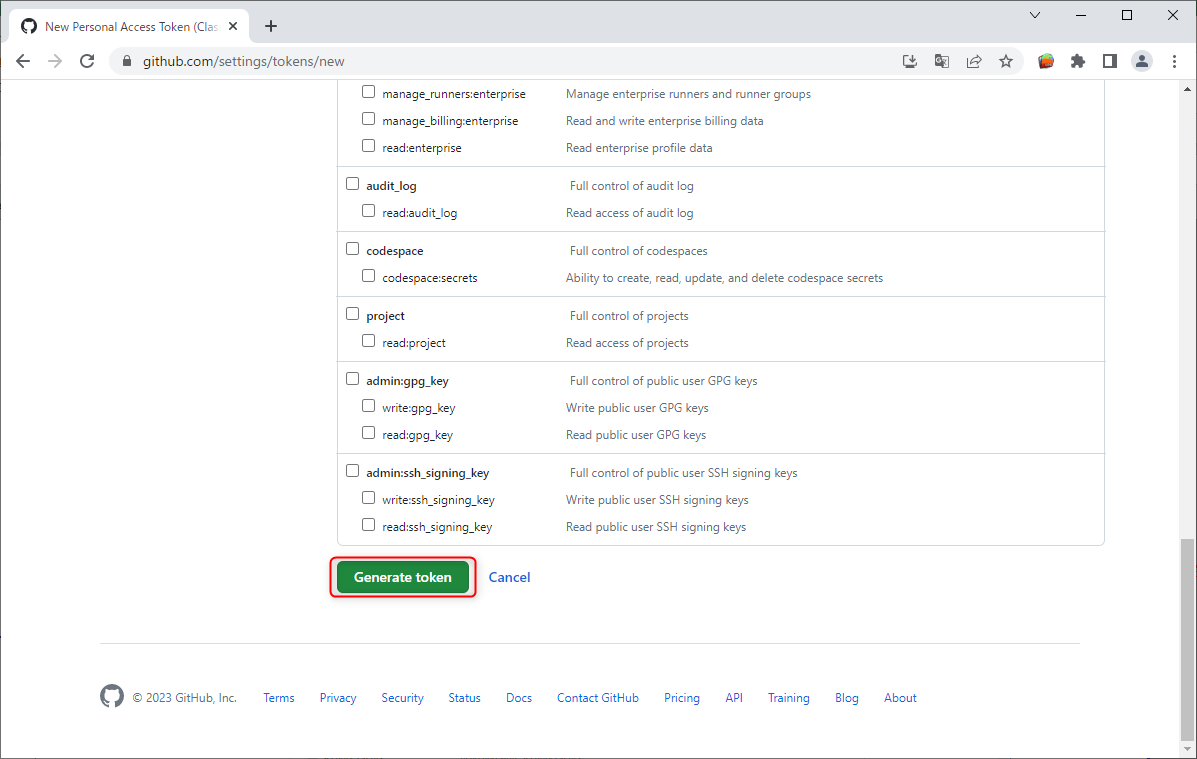 New Personal Access Token (Clas
github.com/settings/tokens/new
manage_runners:enterprise Manage enterprise runners and runner groups
manage_billing:enterprise Read and write enterprise billing data
read:enterprise Read enterprise profile data
audit_log Full control of audit log
read:audit_log Read access of audit log
codespace Full control of codespaces
codespace:secrets Ability to create, read, update, and delete codespace secrets
project Full control of projects
read:project Read access of projects
admin:gpg_key Full control of public user GPG keys
write:gpg_key Write public user GPG keys
read:gpg_key Read public user GPG keys
admin:ssh_signing_key Full control of public user SSH signing keys
write:ssh_signing_key Write public user SSH signing keys
read:ssh_signing_key Read public user SSH signing keys
Generate token Cancel
© 2023 GitHub, Inc. Terms Privacy Security Status Docs Contact GitHub Pricing API Training Blog About